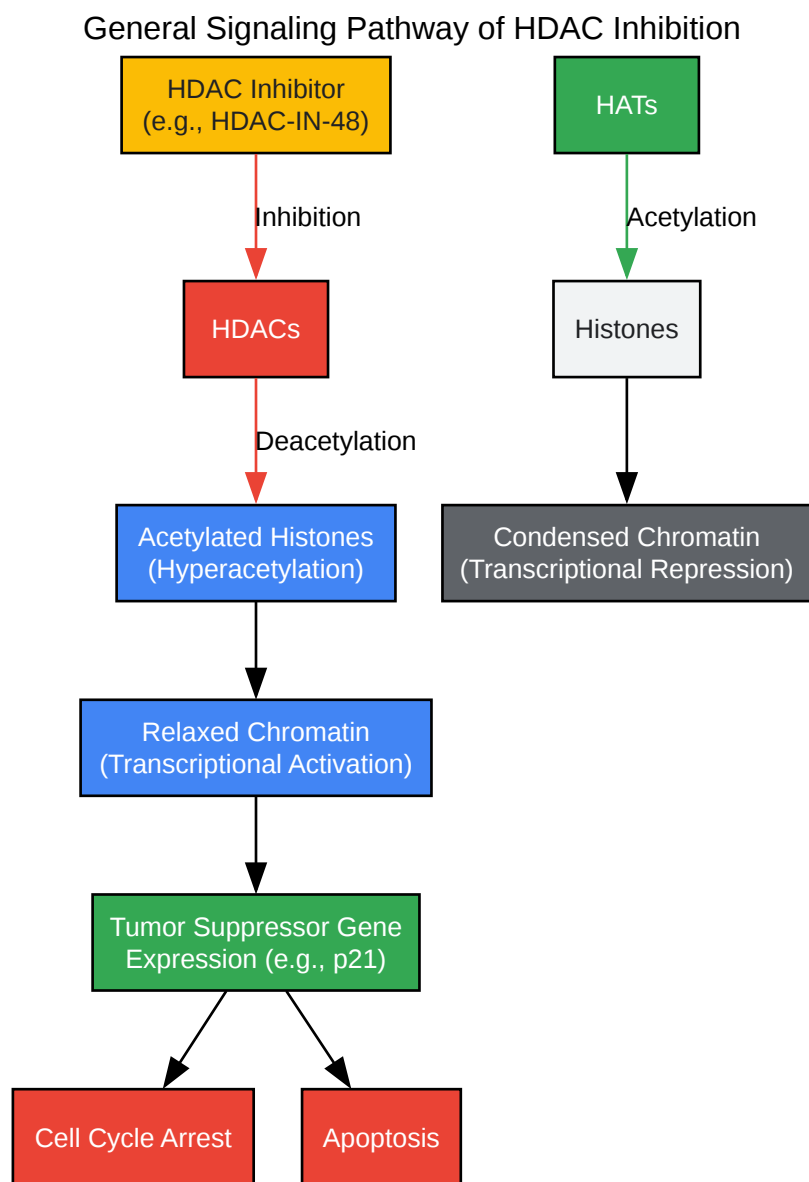 General Signaling Pathway of HDAC Inhibition
HDAC Inhibitor
(e.g., HDAC-IN-48)
HATs
Inhibition
Acetylation
HDACs
Histones
Deacetylation
Acetylated Histones
(Hyperacetylation)
Condensed Chromatin
(Transcriptional Repression)
Relaxed Chromatin
(Transcriptional Activation)
Tumor Suppressor Gene
Expression (e.g., p21)
Cell Cycle Arrest
Apoptosis